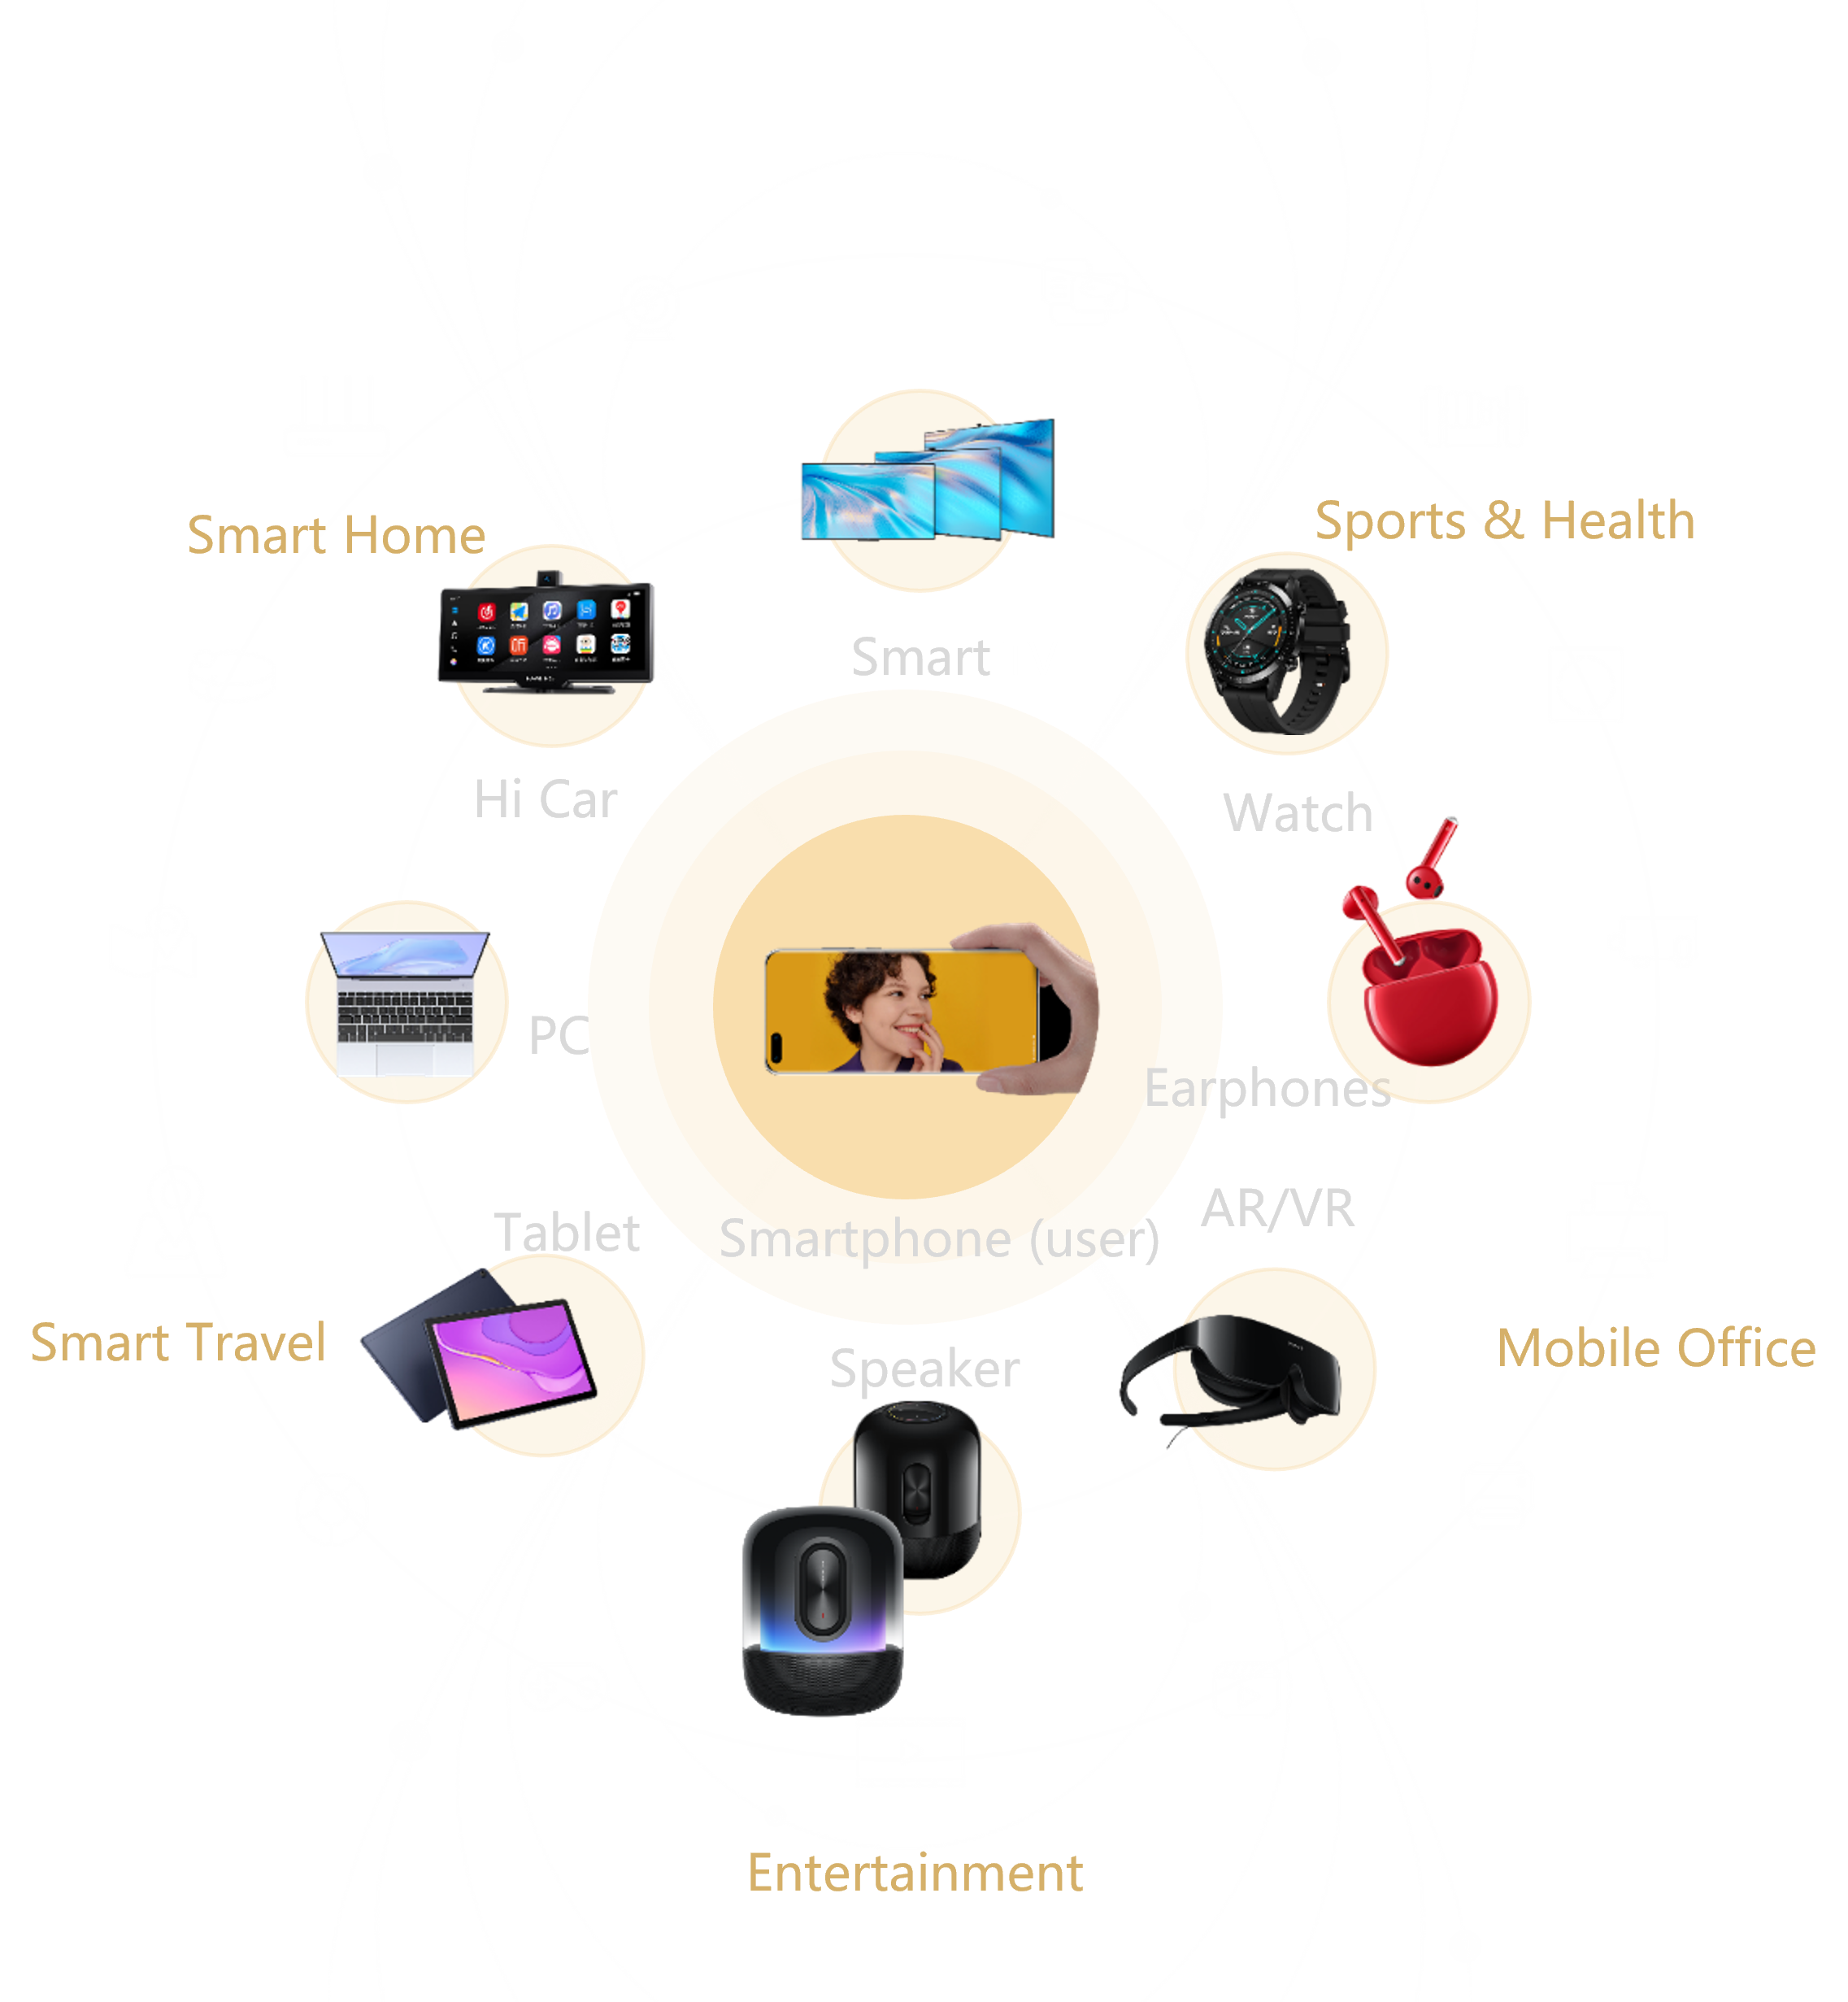 Smart Home
Sports & Health
Smart
Hi Car
Watch
PC
Earphones
AR/VR
Tablet
Smartphone (user)
Smart Travel
Mobile Office
Speaker
Entertainment